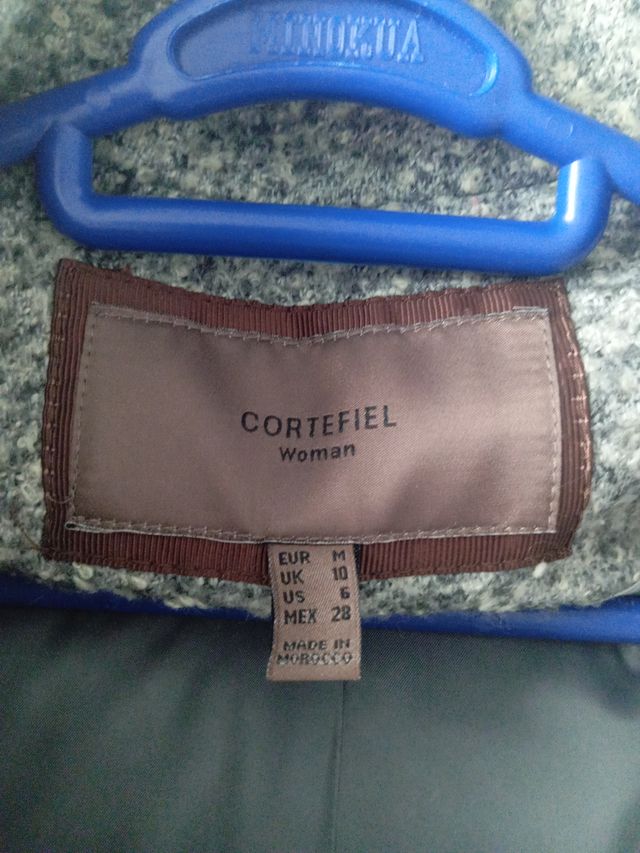 CORTEFIEL
Woman
EUR M
UK 10
US 6
MEX 28
MADE IN
MOROCCO